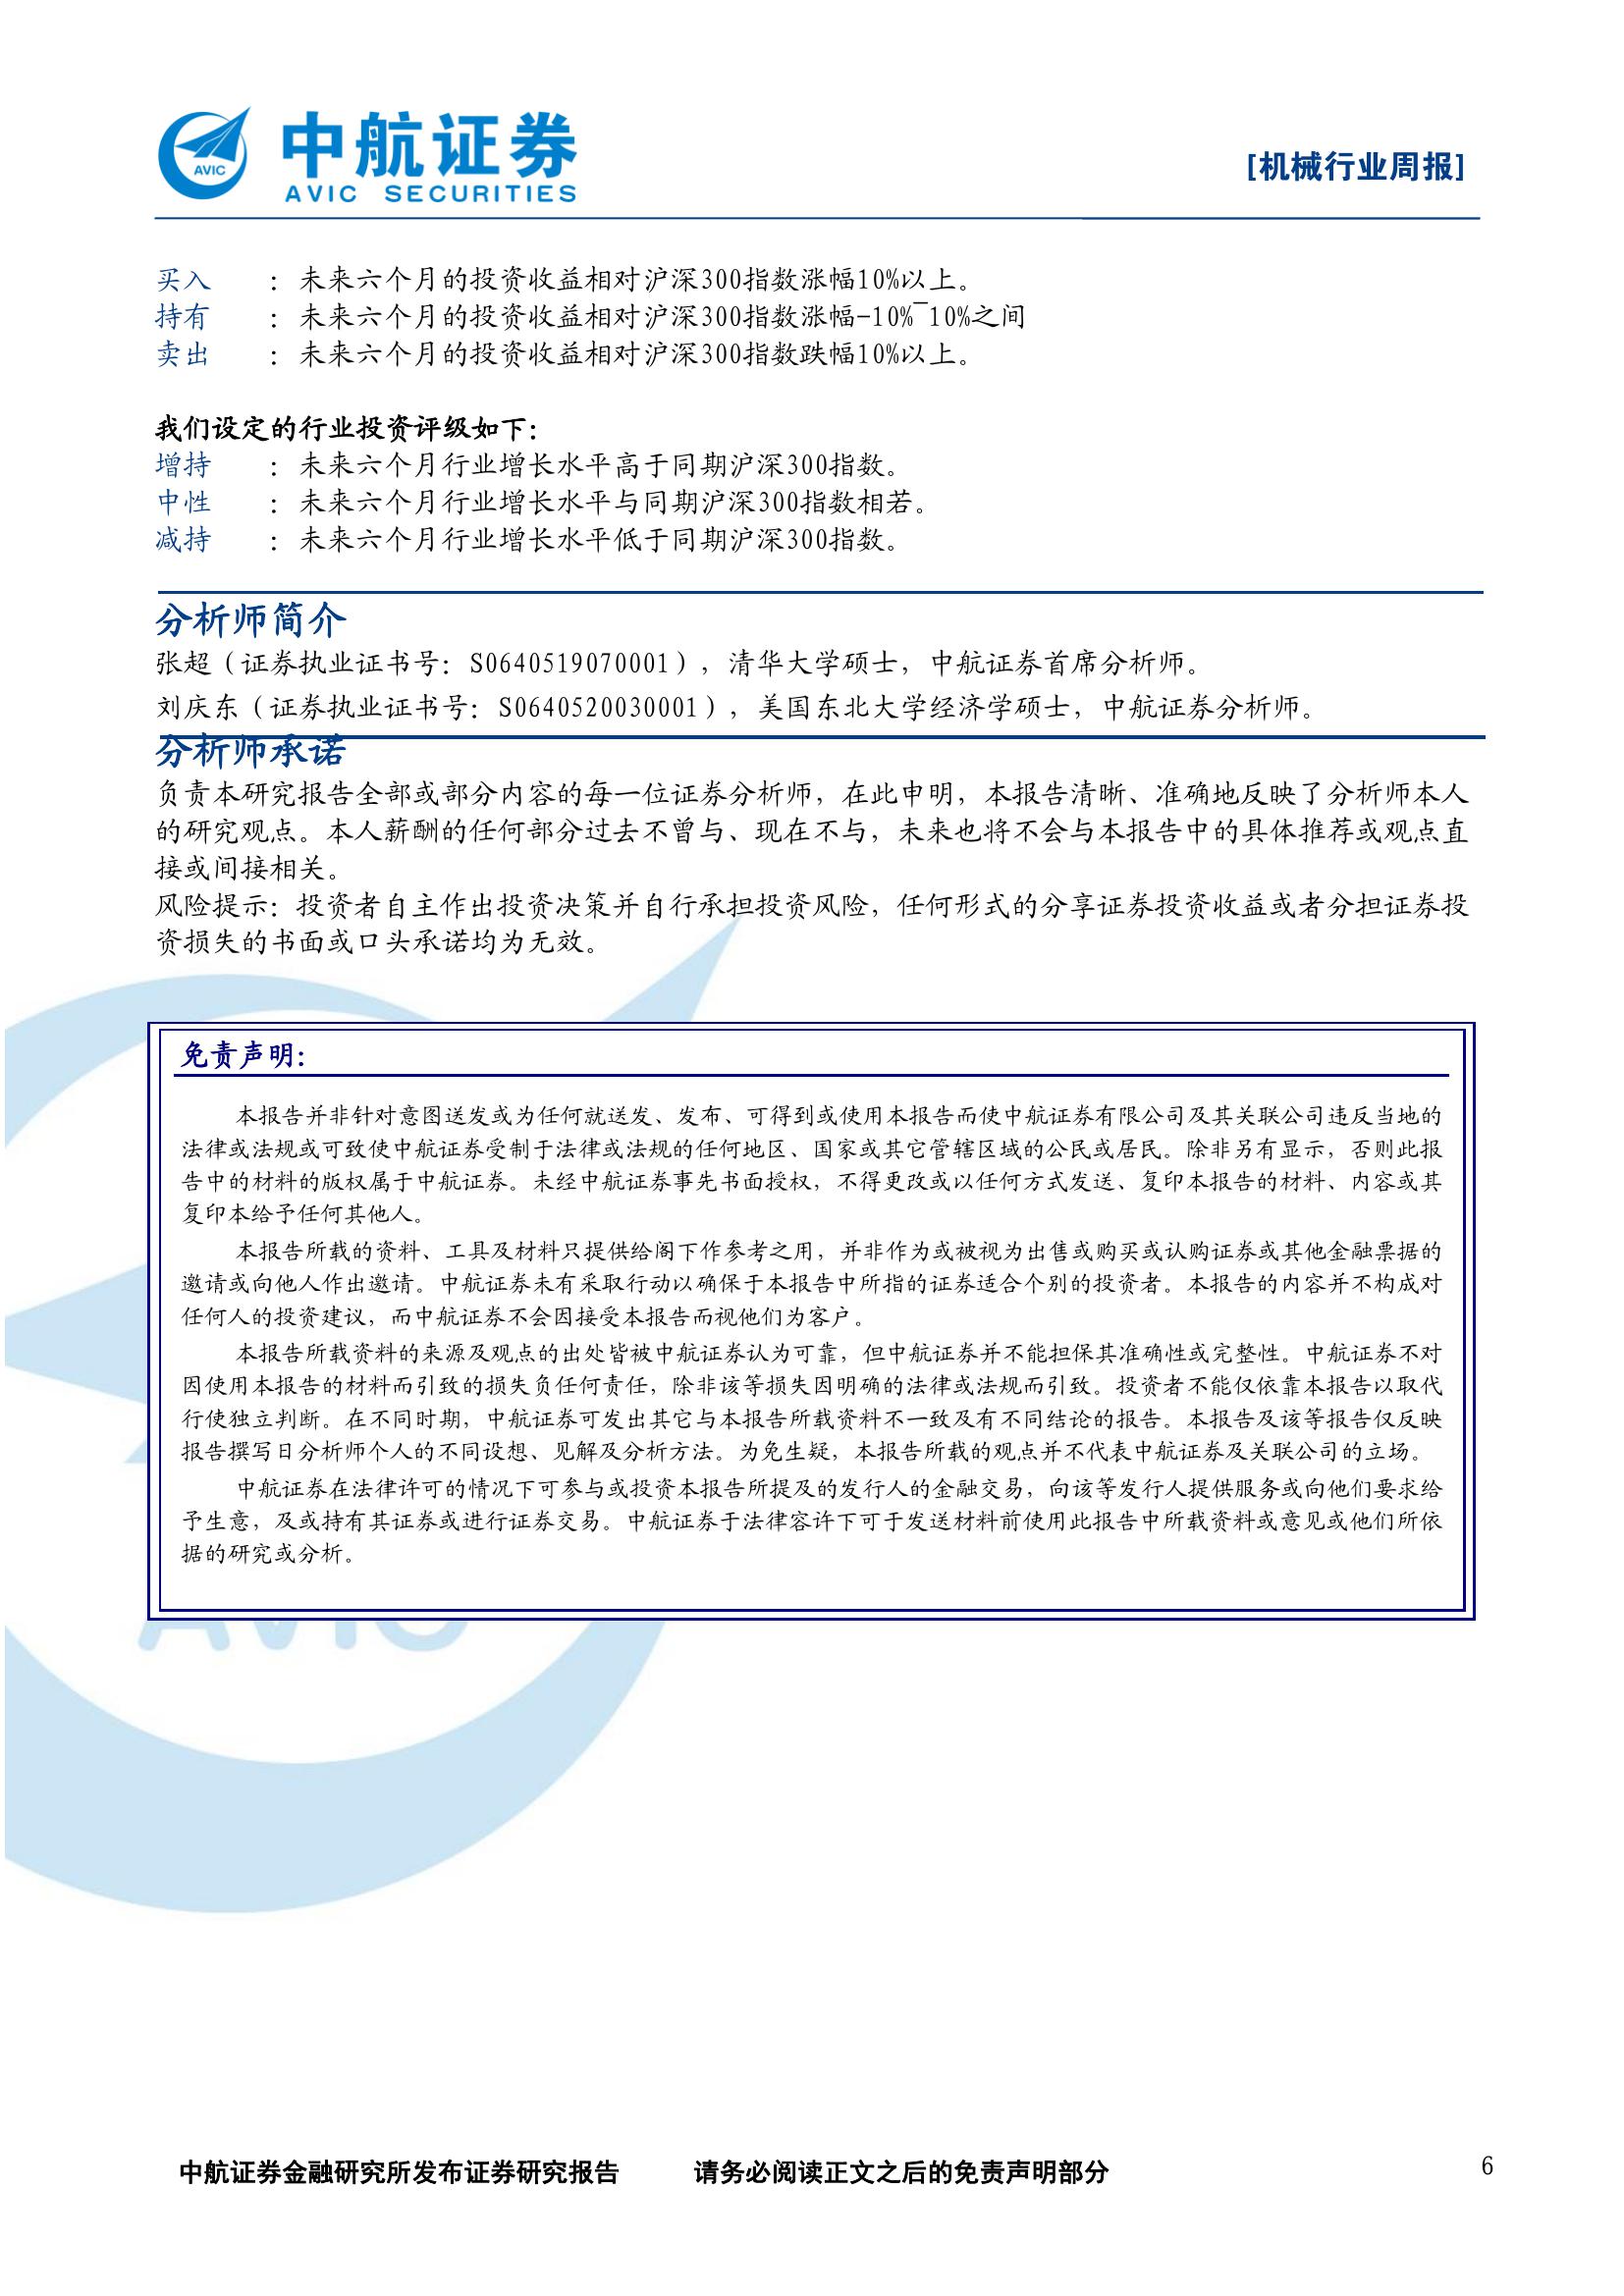 AVIC
中航证券
AVIC SECURITIES
[机械行业周报]
买入 : 未来六个月的投资收益相对沪深300指数涨幅10%以上。
持有 : 未来六个月的投资收益相对沪深300指数涨幅-10%~10%之间
卖出 : 未来六个月的投资收益相对沪深300指数跌幅10%以上。
我们设定的行业投资评级如下:
增持 : 未来六个月行业增长水平高于同期沪深300指数。
中性 : 未来六个月行业增长水平与同期沪深300指数相若。
减持 : 未来六个月行业增长水平低于同期沪深300指数。
分析师简介
张超（证券执业证书号：S0640519070001），清华大学硕士，中航证券首席分析师。
刘庆东（证券执业证书号：S0640520030001），美国东北大学经济学硕士，中航证券分析师。
分析师承诺
负责本研究报告全部或部分内容的每一位证券分析师，在此申明，本报告清晰、准确地反映了分析师本人
的研究观点。本人薪酬的任何部分过去不曾与、现在不与，未来也将不会与本报告中的具体推荐或观点直
接或间接相关。
风险提示：投资者自主作出投资决策并自行承担投资风险，任何形式的分享证券投资收益或者分担证券投
资损失的书面或口头承诺均为无效。
免责声明：
本报告并非针对意图送发或为任何就送发、发布、可得到或使用本报告而使中航证券有限公司及其关联公司违反当地的
法律或法规或可致使中航证券受制于法律或法规的任何地区、国家或其它管辖区域的公民或居民。除非另有显示，否则此报
告中的材料的版权属于中航证券。未经中航证券事先书面授权，不得更改或以任何方式发送、复印本报告的材料、内容或其
复印本给予任何其他人。
本报告所载的资料、工具及材料只提供给阁下作参考之用，并非作为或被视为出售或购买或认购证券或其他金融票据的
邀请或向他人作出邀请。中航证券未有采取行动以确保于本报告中所指的证券适合个别的投资者。本报告的内容并不构成对
任何人的投资建议，而中航证券不会因接受本报告而视他们为客户。
本报告所载资料的来源及观点的出处皆被中航证券认为可靠，但中航证券并不能担保其准确性或完整性。中航证券不对
因使用本报告的材料而引致的损失负任何责任，除非该等损失因明确的法律或法规而引致。投资者不能仅依靠本报告以取代
行使独立判断。在不同时期，中航证券可发出其它与本报告所载资料不一致及有不同结论的报告。本报告及该等报告仅反映
报告撰写日分析师个人的不同设想、见解及分析方法。为免生疑，本报告所载的观点并不代表中航证券及关联公司的立场。
中航证券在法律许可的情况下可参与或投资本报告所提及的发行人的金融交易，向该等发行人提供服务或向他们要求给
予生意，及或持有其证券或进行证券交易。中航证券于法律容许下可于发送材料前使用此报告中所载资料或意见或他们所依
据的研究或分析。
AVIC
中航证券金融研究所发布证券研究报告 请务必阅读正文之后的免责声明部分 6